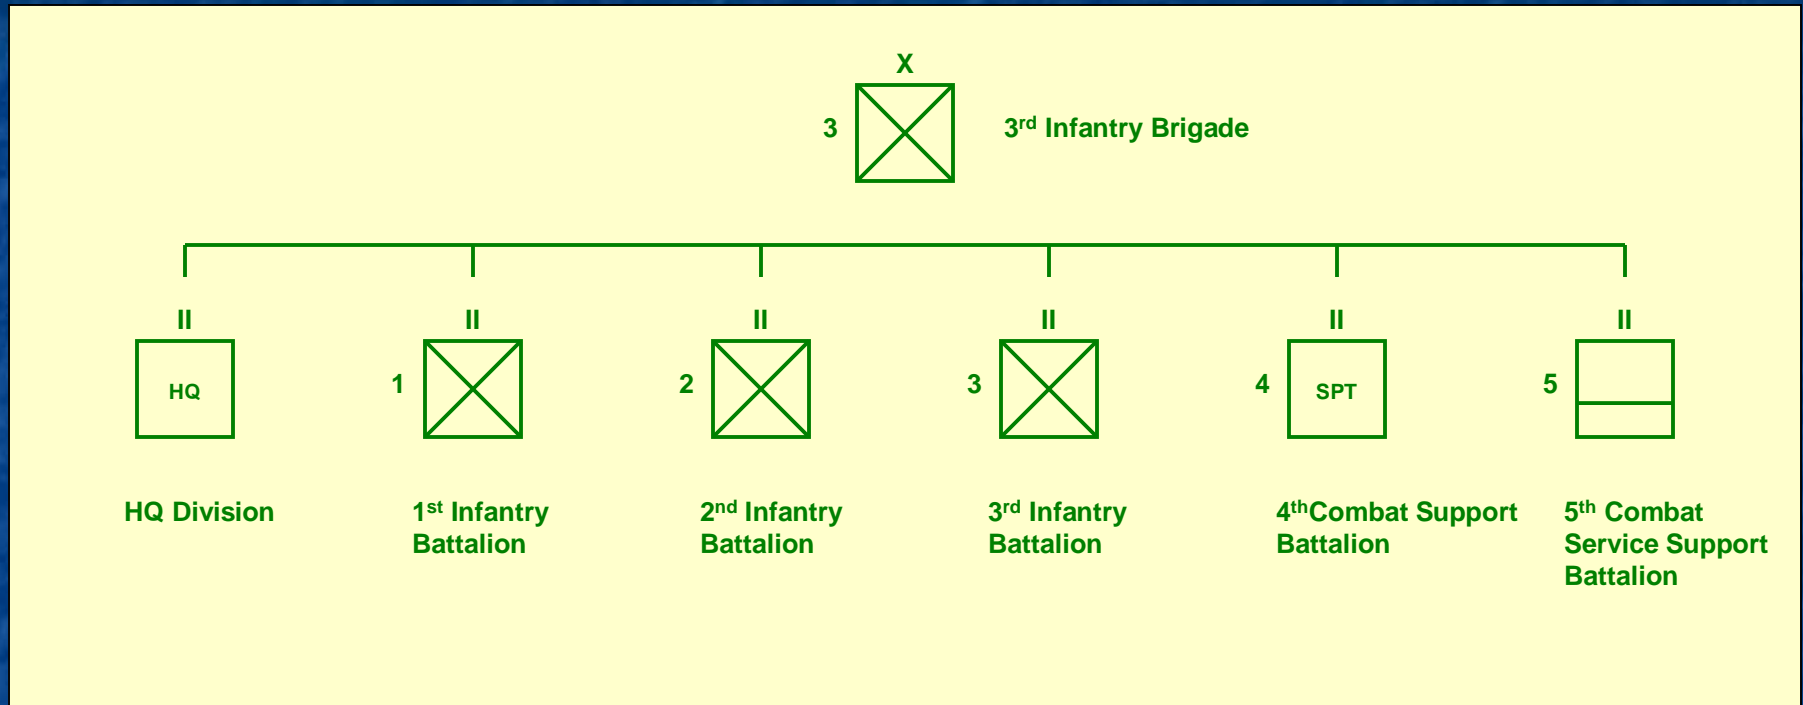 X
3
3rd Infantry Brigade
II
II
II
II
II
II
HQ
1
2
3
4
SPT
5
HQ Division
1st Infantry
Battalion
2nd Infantry
Battalion
3rd Infantry
Battalion
4thCombat Support
Battalion
5th Combat
Service Support
Battalion